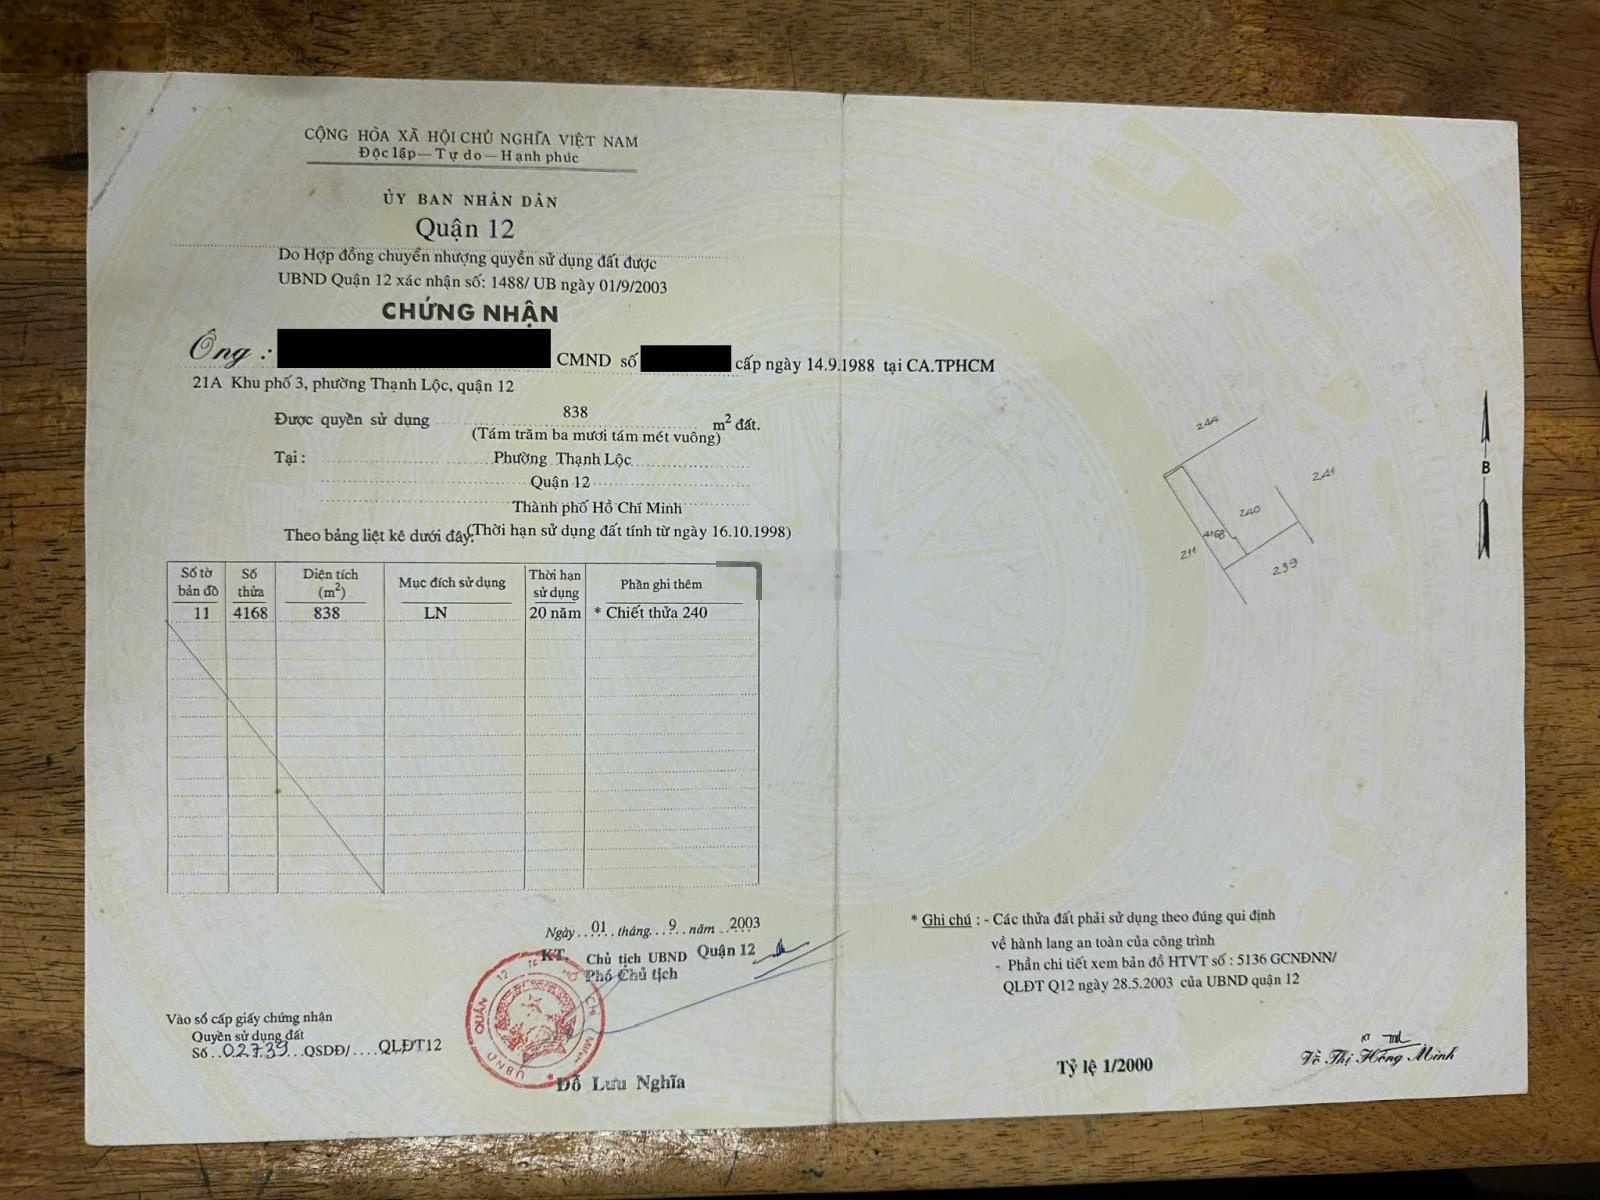 CỘNG HÒA XÃ HỘI CHỦ NGHĨA VIỆT NAM
Độc lập — Tự do — Hạnh phúc
ỦY BAN NHÂN DÂN
Quận 12
Do Hợp đồng chuyển nhượng quyền sử dụng đất được
UBND Quận 12 xác nhận số: 1488/ UB ngày 01/9/2003
CHỨNG NHẬN
Ông : CMND số cấp ngày 14.9.1988 tại CA.TPHCM
21A Khu phố 3, phường Thạnh Lộc, quận 12
Được quyền sử dụng 838 m² đất.
(Tám trăm ba mươi tám mét vuông)
Tại : Phường Thạnh Lộc
Quận 12
Thành phố Hồ Chí Minh
Theo bảng liệt kê dưới đây: (Thời hạn sử dụng đất tính từ ngày 16.10.1998)
Số tờ bản đồ Số thửa Diện tích (m²) Mục đích sử dụng Thời hạn sử dụng Phần ghi thêm
11 4168 838 LN 20 năm * Chiết thửa 240
Ngày 01 tháng 9 năm 2003
KT. Chủ tịch UBND Quận 12
Phó Chủ tịch
UBND QUẬN 12 TP HỒ CHÍ MINH
Đỗ Lưu Nghĩa
Vào sổ cấp giấy chứng nhận
Quyền sử dụng đất
Số 02739 QSDĐ/ QLĐT12
244
241
240
4168
211
239
B
* Ghi chú : - Các thửa đất phải sử dụng theo đúng qui định
về hành lang an toàn của công trình
- Phần chi tiết xem bản đồ HTVT số : 5136 GCNĐNN/
QLĐT Q12 ngày 28.5.2003 của UBND quận 12
Tỷ lệ 1/2000
Võ Thị Hồng Minh